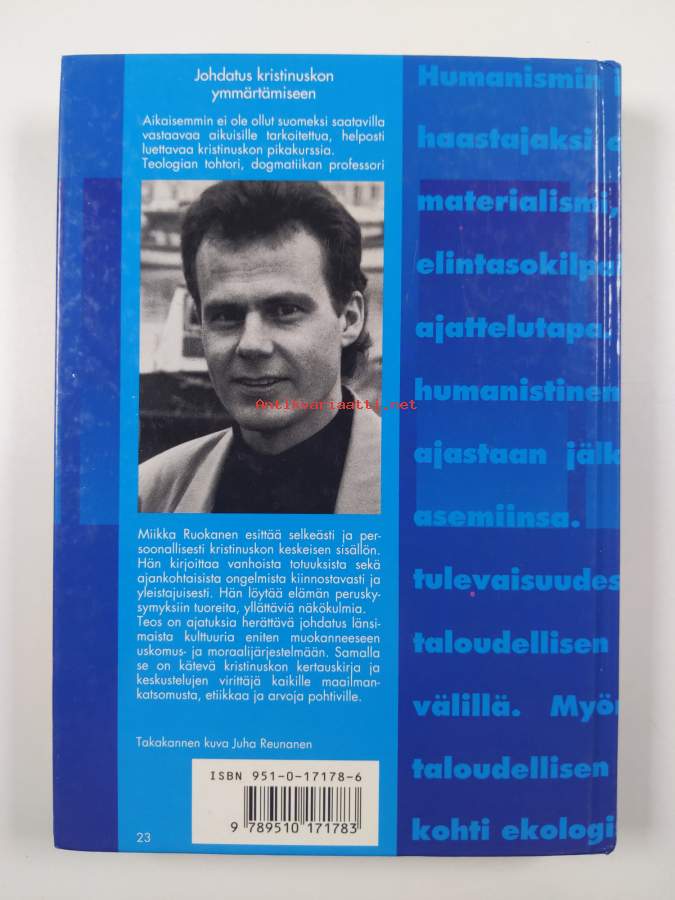 Johdatus kristinuskon
ymmärtämiseen
Aikaisemmin ei ole ollut suomeksi saatavilla
vastaavaa aikuisille tarkoitettua, helposti
luettavaa kristinuskon pikakurssia.
Teologian tohtori, dogmatiikan professori
Antikvariaatti.net
Miikka Ruokanen esittää selkeästi ja per-
soonallisesti kristinuskon keskeisen sisällön.
Hän kirjoittaa vanhoista totuuksista sekä
ajankohtaisista ongelmista kiinnostavasti ja
yleistajuisesti. Hän löytää elämän perusky-
symyksiin tuoreita, yllättäviä näkökulmia.
Teos on ajatuksia herättävä johdatus länsi-
maista kulttuuria eniten muokanneeseen
uskomus- ja moraalijärjestelmään. Samalla
se on kätevä kristinuskon kertauskirja ja
keskustelujen virittäjä kaikille maailman-
katsomusta, etiikkaa ja arvoja pohtiville.
Takakannen kuva Juha Reunanen
ISBN 951-0-17178-6
9 789510 171783
23
Humanismin
haastajaksi
materialismi,
elintasokilpa
ajattelutapa.
humanistinen
ajastaan jälk
asemiinsa.
tulevaisuudes
taloudellisen
välillä. Myö
taloudellisen
kohti ekologi